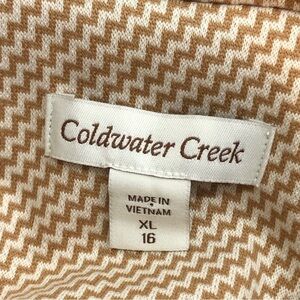 Coldwater Creek
MADE IN
VIETNAM
XL
16